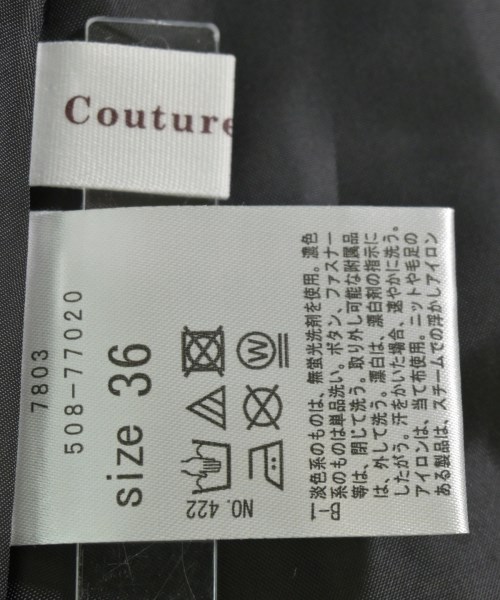 Couture
7803
508-77020
size 36
W
NO. 422
淡色系のものは、無蛍光洗剤を使用。濃色
系のものは単品洗い。ボタン、ファスナー
等は、閉じて洗う。取り外し可能な附属品
は、外して洗う。漂白は、漂白剤の指示に
したがう。汗をかいた場合、速やかに洗う。
アイロンは、当て布使用。ニットや毛足の
ある製品は、スチームでの浮かしアイロン